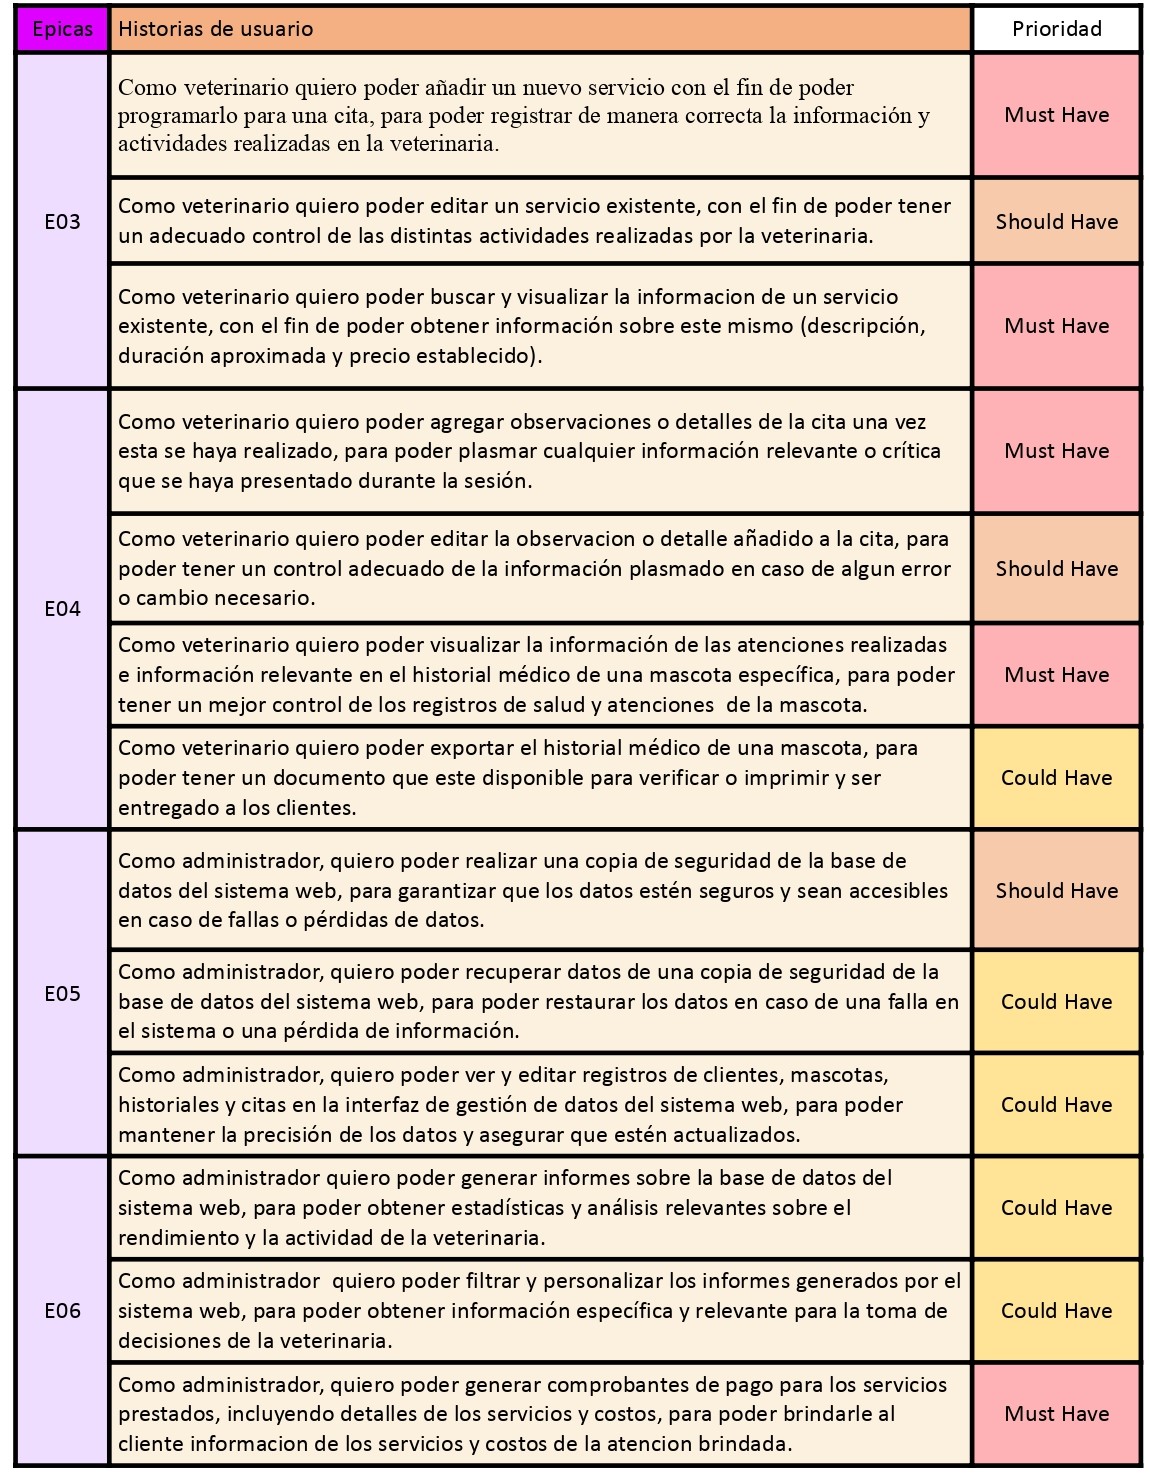 Epicas Historias de usuario Prioridad
Como veterinario quiero poder añadir un nuevo servicio con el fin de poder
programarlo para una cita, para poder registrar de manera correcta la información y
actividades realizadas en la veterinaria.
Must Have
E03
Como veterinario quiero poder editar un servicio existente, con el fin de poder tener
un adecuado control de las distintas actividades realizadas por la veterinaria.
Should Have
Como veterinario quiero poder buscar y visualizar la informacion de un servicio
existente, con el fin de poder obtener información sobre este mismo (descripción,
duración aproximada y precio establecido).
Must Have
Como veterinario quiero poder agregar observaciones o detalles de la cita una vez
esta se haya realizado, para poder plasmar cualquier información relevante o crítica
que se haya presentado durante la sesión.
Must Have
E04
Como veterinario quiero poder editar la observacion o detalle añadido a la cita, para
poder tener un control adecuado de la información plasmado en caso de algun error
o cambio necesario.
Should Have
Como veterinario quiero poder visualizar la información de las atenciones realizadas
e información relevante en el historial médico de una mascota específica, para poder
tener un mejor control de los registros de salud y atenciones  de la mascota.
Must Have
Como veterinario quiero poder exportar el historial médico de una mascota, para
poder tener un documento que este disponible para verificar o imprimir y ser
entregado a los clientes.
Could Have
Como administrador, quiero poder realizar una copia de seguridad de la base de
datos del sistema web, para garantizar que los datos estén seguros y sean accesibles
en caso de fallas o pérdidas de datos.
Should Have
E05
Como administrador, quiero poder recuperar datos de una copia de seguridad de la
base de datos del sistema web, para poder restaurar los datos en caso de una falla en
el sistema o una pérdida de información.
Could Have
Como administrador, quiero poder ver y editar registros de clientes, mascotas,
historiales y citas en la interfaz de gestión de datos del sistema web, para poder
mantener la precisión de los datos y asegurar que estén actualizados.
Could Have
Como administrador quiero poder generar informes sobre la base de datos del
sistema web, para poder obtener estadísticas y análisis relevantes sobre el
rendimiento y la actividad de la veterinaria.
Could Have
E06
Como administrador  quiero poder filtrar y personalizar los informes generados por el
sistema web, para poder obtener información específica y relevante para la toma de
decisiones de la veterinaria.
Could Have
Como administrador, quiero poder generar comprobantes de pago para los servicios
prestados, incluyendo detalles de los servicios y costos, para poder brindarle al
cliente informacion de los servicios y costos de la atencion brindada.
Must Have